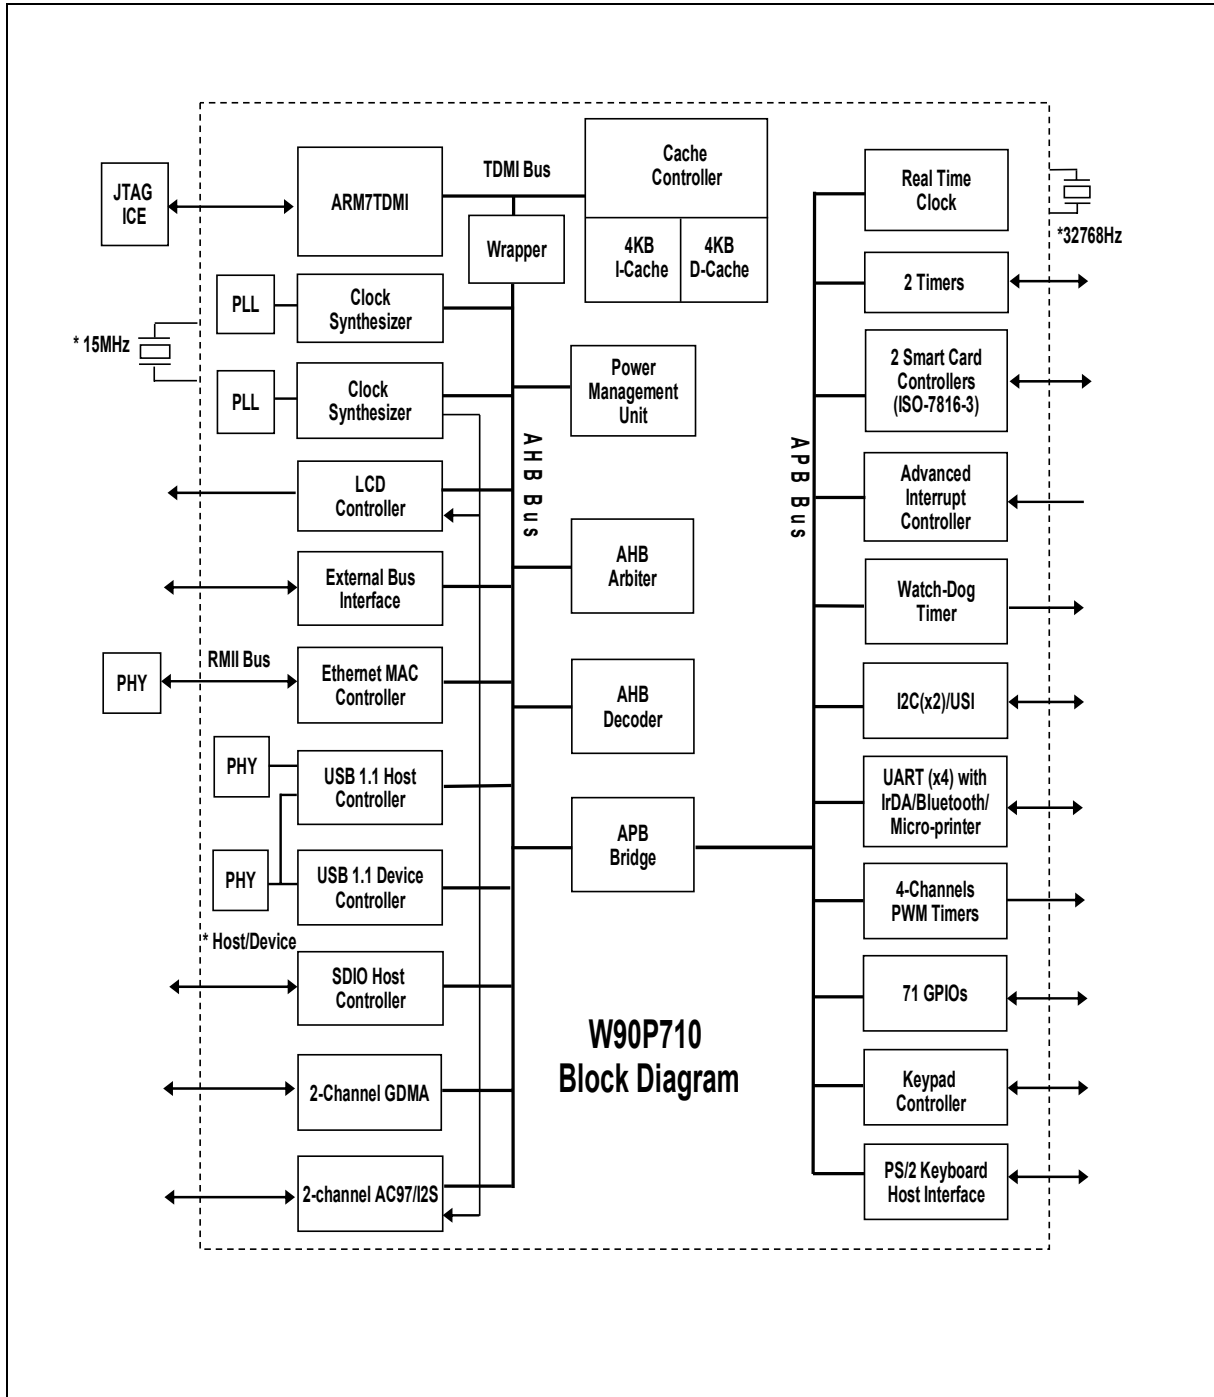 JTAG
ICE
ARM7TDMI
TDMI Bus
Wrapper
Cache
Controller
4KB
I-Cache
4KB
D-Cache
PLL
Clock
Synthesizer
* 15MHz
PLL
Clock
Synthesizer
Power
Management
Unit
AHB Bus
LCD
Controller
AHB
Arbiter
External Bus
Interface
RMII Bus
PHY
Ethernet MAC
Controller
AHB
Decoder
PHY
USB 1.1 Host
Controller
APB
Bridge
PHY
USB 1.1 Device
Controller
* Host/Device
SDIO Host
Controller
2-Channel GDMA
2-channel AC97/I2S
W90P710
Block Diagram
APB Bus
Real Time
Clock
*32768Hz
2 Timers
2 Smart Card
Controllers
(ISO-7816-3)
Advanced
Interrupt
Controller
Watch-Dog
Timer
I2C(x2)/USI
UART (x4) with
IrDA/Bluetooth/
Micro-printer
4-Channels
PWM Timers
71 GPIOs
Keypad
Controller
PS/2 Keyboard
Host Interface